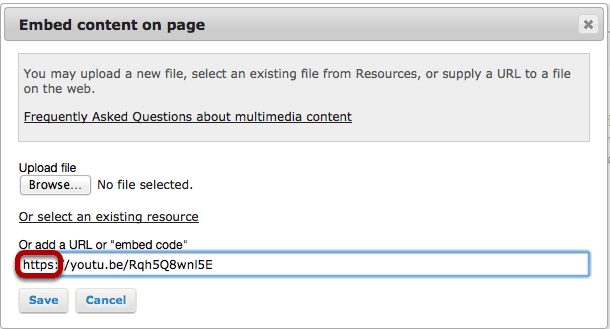 Embed content on page
You may upload a new file, select an existing file from Resources, or supply a URL to a file
on the web.
Frequently Asked Questions about multimedia content
Upload file
Browse... No file selected.
Or select an existing resource
Or add a URL or "embed code"
https://youtu.be/Rqh5Q8wnl5E
Save Cancel